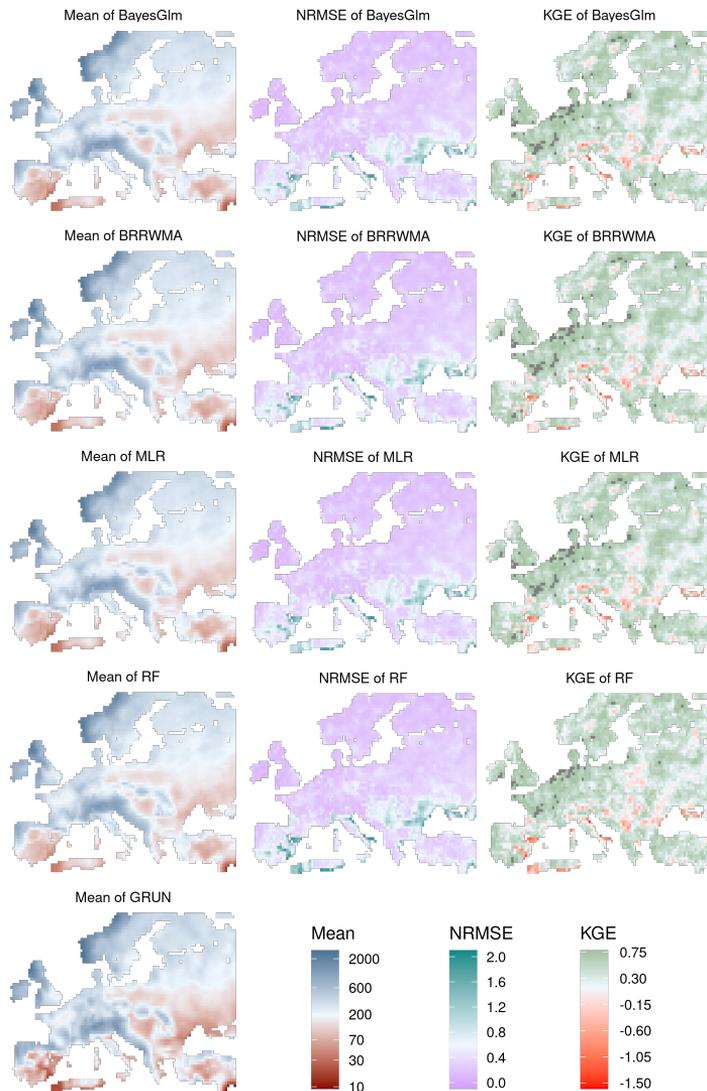 Mean of BayesGlm
NRMSE of BayesGlm
KGE of BayesGlm
Mean of BRRWMA
NRMSE of BRRWMA
KGE of BRRWMA
Mean of MLR
NRMSE of MLR
KGE of MLR
Mean of RF
NRMSE of RF
KGE of RF
Mean of GRUN
Mean
2000
600
200
70
30
10
NRMSE
2.0
1.6
1.2
0.8
0.4
0.0
KGE
0.75
0.30
-0.15
-0.60
-1.05
-1.50